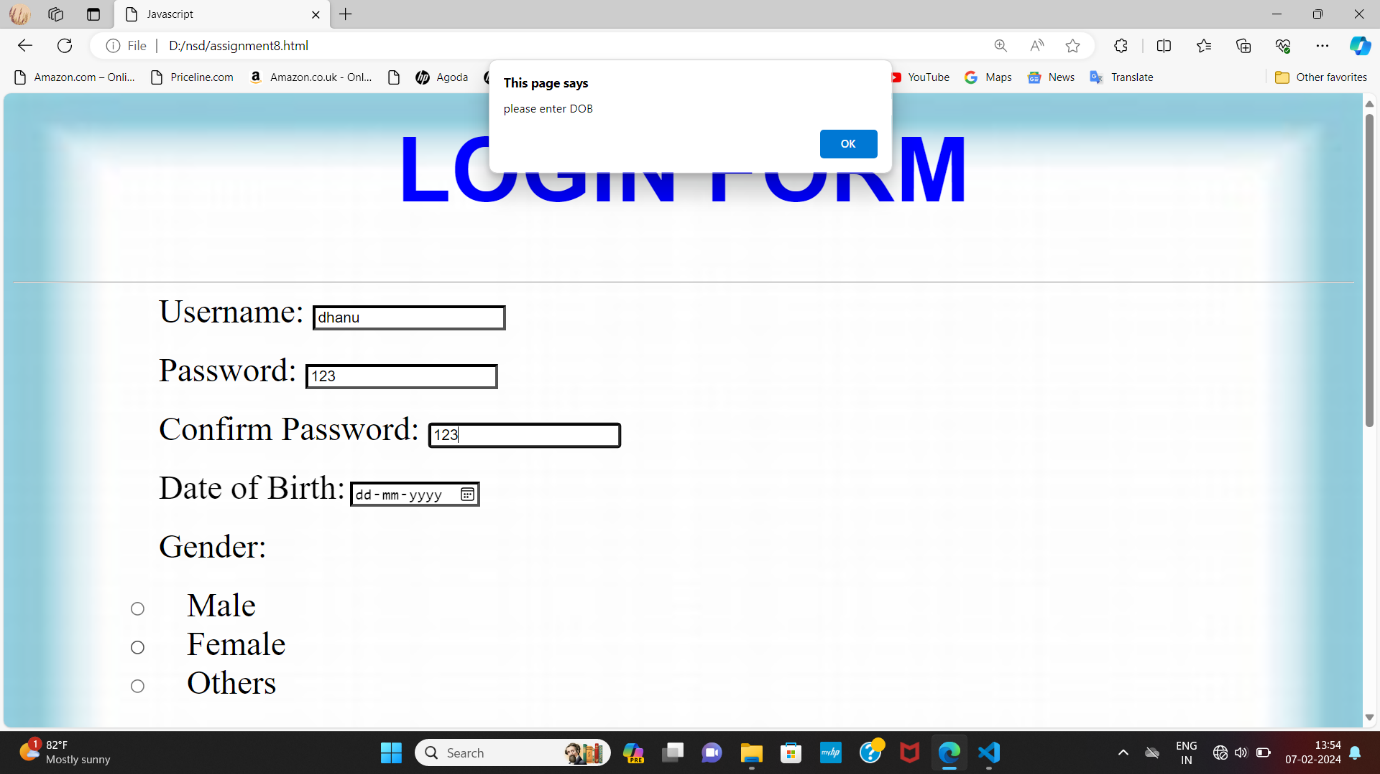 Javascript
File
D:/nsd/assignment8.html
Amazon.com – Onli...
Priceline.com
Amazon.co.uk - Onl...
Agoda
YouTube
Maps
News
Translate
Other favorites
This page says
please enter DOB
OK
LOGIN FORM
Username: dhanu
Password: 123
Confirm Password: 123
Date of Birth: dd-mm-yyyy
Gender:
Male
Female
Others
1
82°F
Mostly sunny
Search
PRE
myhp
ENG
IN
13:54
07-02-2024